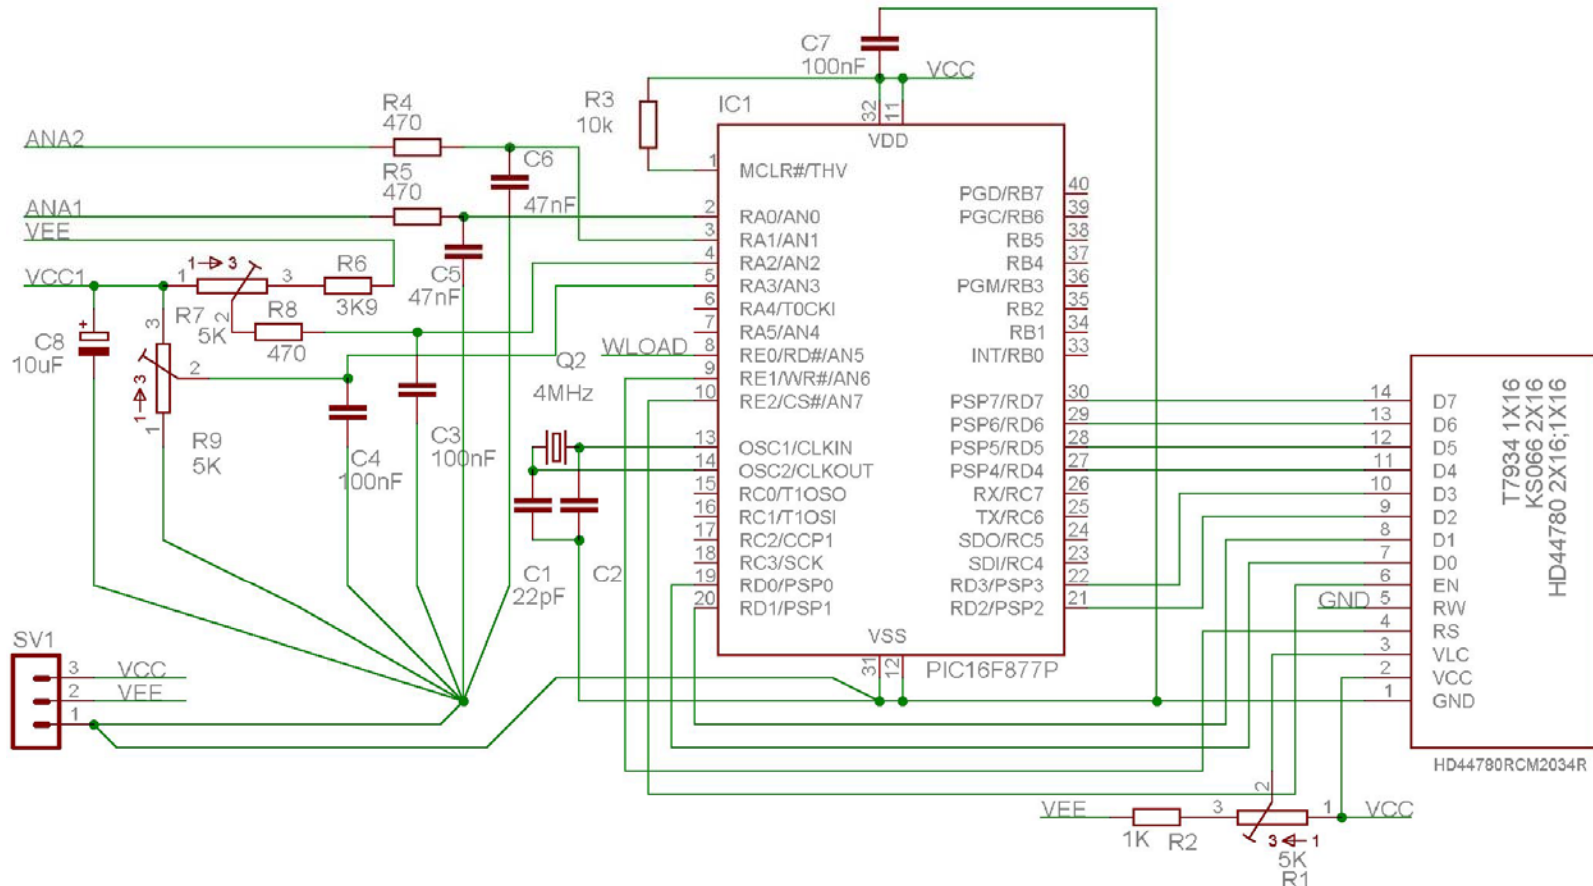 C7
100nF
VCC
R3
10k
IC1
32
11
VDD
R4
470
ANA2
C6
47nF
R5
470
ANA1
VEE
VCC1
1 3
1
3
R6
3K9
C5
47nF
R7
5K
2
R8
470
C8
10uF
+
3
2
1 3
1
R9
5K
C4
100nF
C3
100nF
WLOAD
Q2
4MHz
C1
22pF
C2
1 MCLR#/THV
2 RA0/AN0
3 RA1/AN1
4 RA2/AN2
5 RA3/AN3
6 RA4/T0CKI
7 RA5/AN4
8 RE0/RD#/AN5
9 RE1/WR#/AN6
10 RE2/CS#/AN7
13 OSC1/CLKIN
14 OSC2/CLKOUT
15 RC0/T1OSO
16 RC1/T1OSI
17 RC2/CCP1
18 RC3/SCK
19 RD0/PSP0
20 RD1/PSP1
PGD/RB7 40
PGC/RB6 39
RB5 38
RB4 37
PGM/RB3 36
RB2 35
RB1 34
INT/RB0 33
PSP7/RD7 30
PSP6/RD6 29
PSP5/RD5 28
PSP4/RD4 27
RX/RC7 26
TX/RC6 25
SDO/RC5 24
SDI/RC4 23
RD3/PSP3 22
RD2/PSP2 21
VSS
31
12
PIC16F877P
14 D7
13 D6
12 D5
11 D4
10 D3
9 D2
8 D1
7 D0
6 EN
GND 5 RW
4 RS
3 VLC
2 VCC
1 GND
T7934 1X16
KS066 2X16
HD44780 2X16;1X16
HD44780RCM2034R
SV1
3 VCC
2 VEE
1
VEE
1K
R2
3
2
1
VCC
3 1
5K
R1